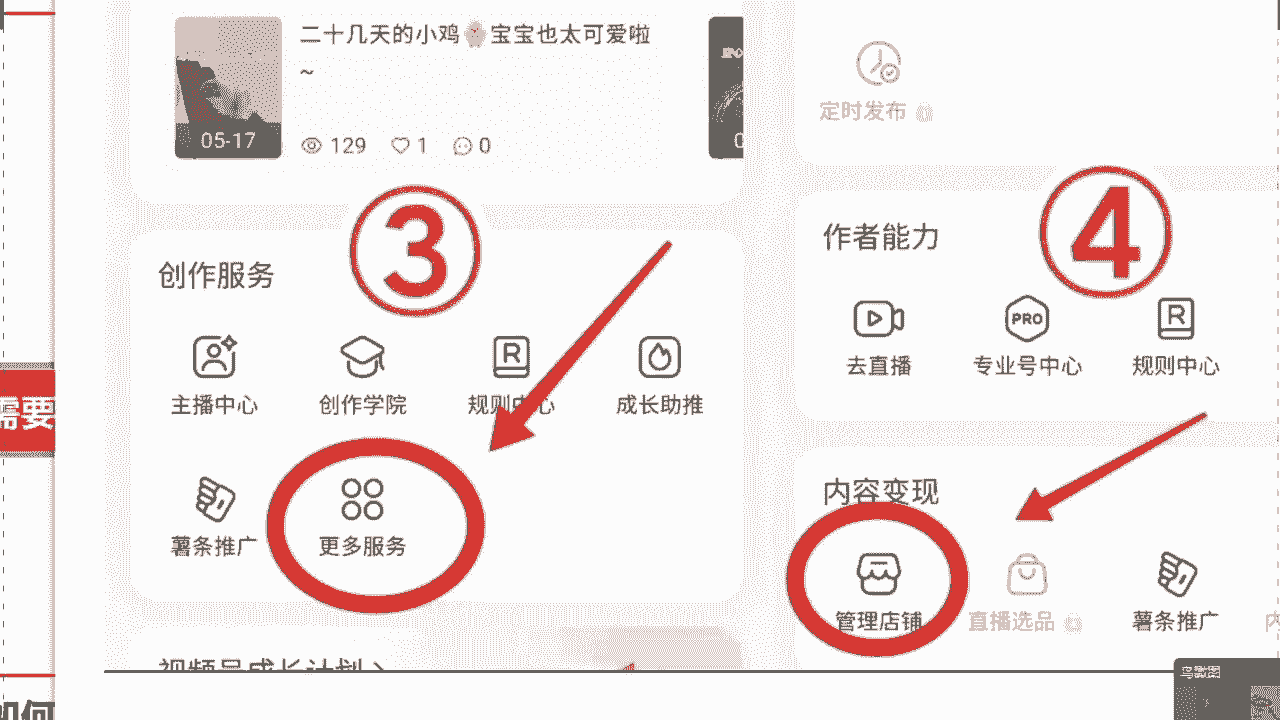 二十几天的小鸡 宝宝也太可爱啦
~
05-17
129 1 0
定时发布
③
④
创作服务
作者能力
主播中心 创作学院 规则中心 成长助推
去直播 专业号中心 规则中心
PRO
R
R
需要
薯条推广 更多服务
内容变现
管理店铺 直播选品 薯条推广 内
视频号成长计划
鸟瞰图
如何